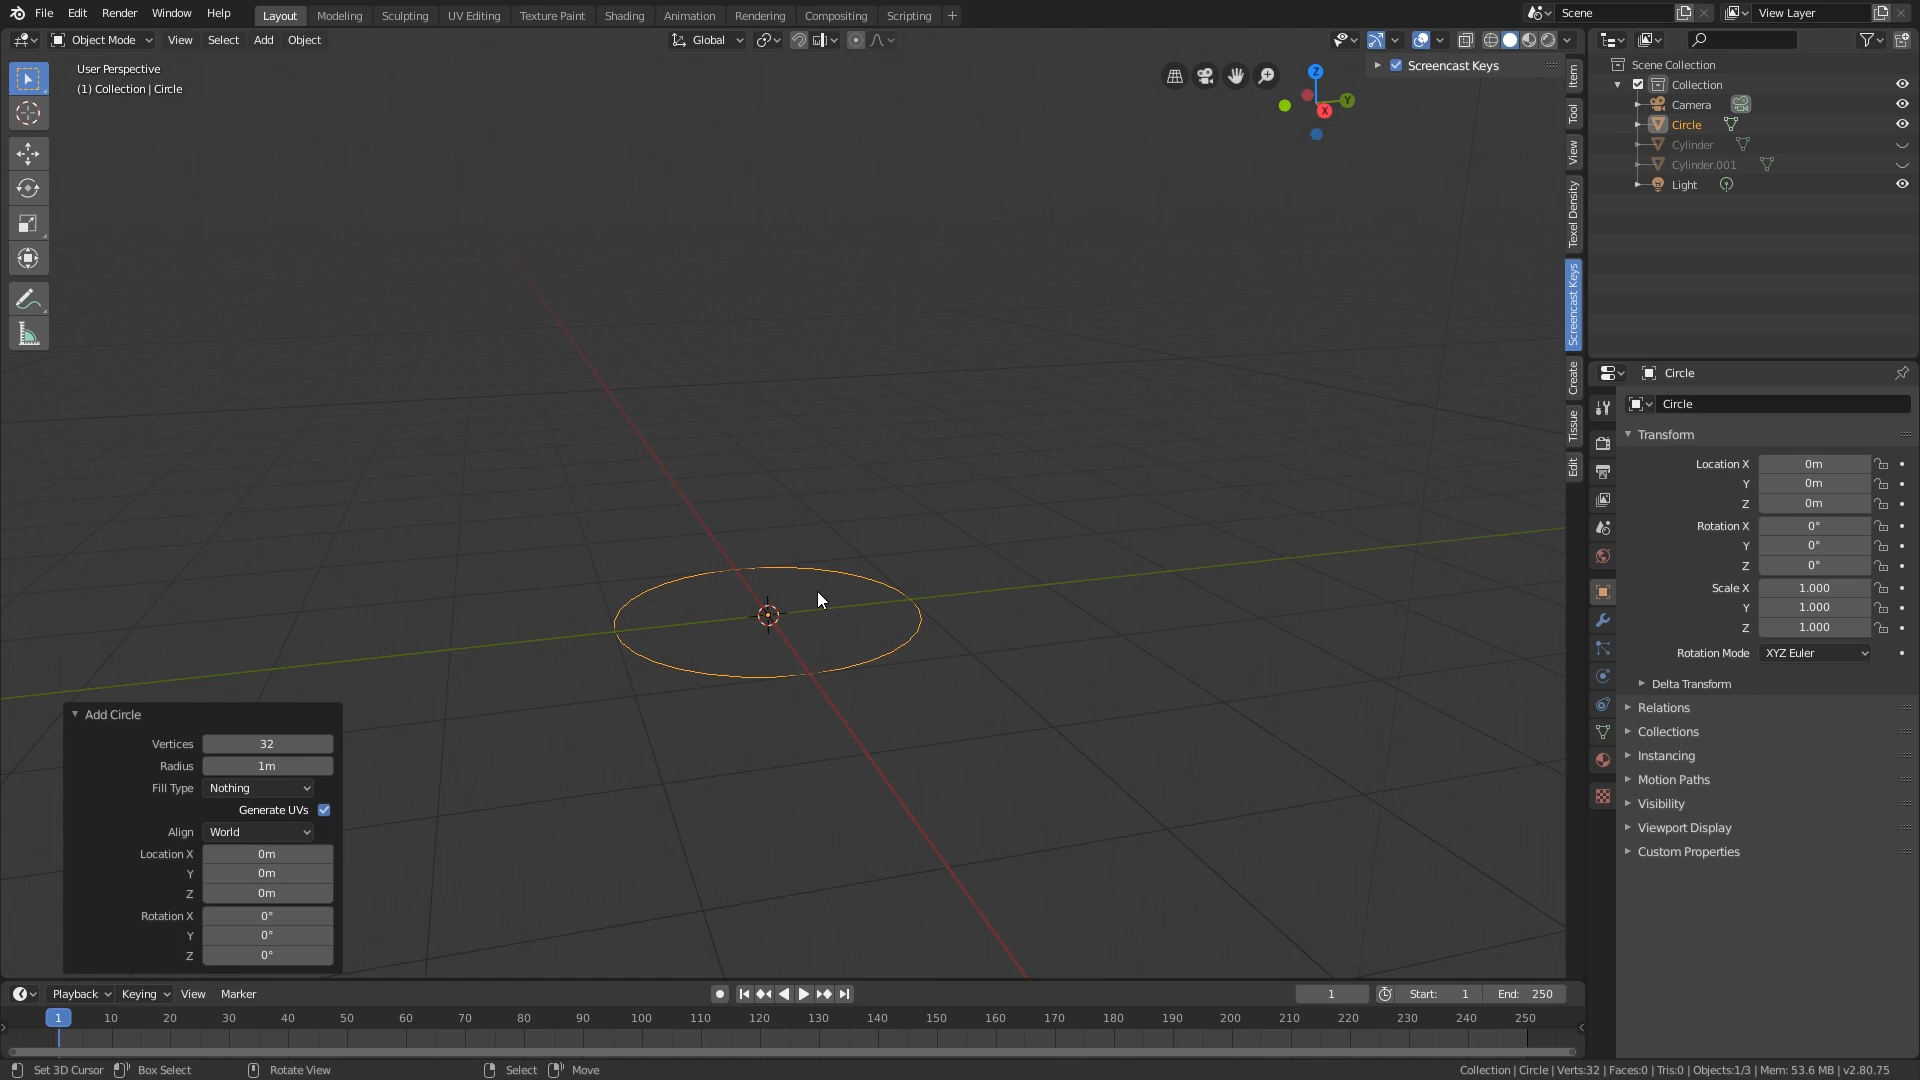 File Edit Render Window Help Layout Modeling Sculpting UV Editing Texture Paint Shading Animation Rendering Compositing Scripting + Scene View Layer
Object Mode View Select Add Object Global
User Perspective
(1) Collection | Circle
Screencast Keys
Z
Y
X
Item
Tool
View
Texel Density
Screencast Keys
Create
Tissue
Edit
Scene Collection
Collection
Camera
Circle
Cylinder
Cylinder.001
Light
Circle
Circle
Transform
Location X 0m
Y 0m
Z 0m
Rotation X 0°
Y 0°
Z 0°
Scale X 1.000
Y 1.000
Z 1.000
Rotation Mode XYZ Euler
Delta Transform
Relations
Collections
Instancing
Motion Paths
Visibility
Viewport Display
Custom Properties
Add Circle
Vertices 32
Radius 1m
Fill Type Nothing
Generate UVs
Align World
Location X 0m
Y 0m
Z 0m
Rotation X 0°
Y 0°
Z 0°
Playback Keying View Marker 1 Start: 1 End: 250
1 10 20 30 40 50 60 70 80 90 100 110 120 130 140 150 160 170 180 190 200 210 220 230 240 250
Set 3D Cursor Box Select Rotate View Select Move Collection | Circle | Verts:32 | Faces:0 | Tris:0 | Objects:1/3 | Mem: 53.6 MB | v2.80.75